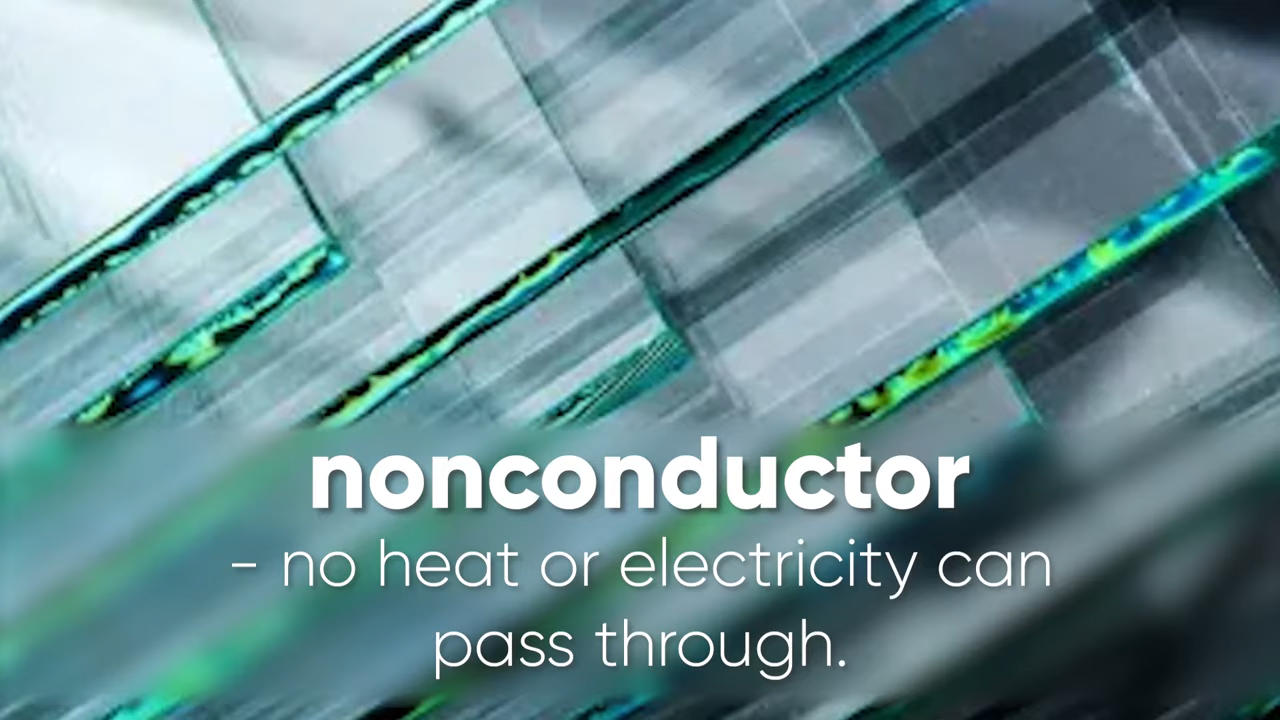 nonconductor
- no heat or electricity can
pass through.